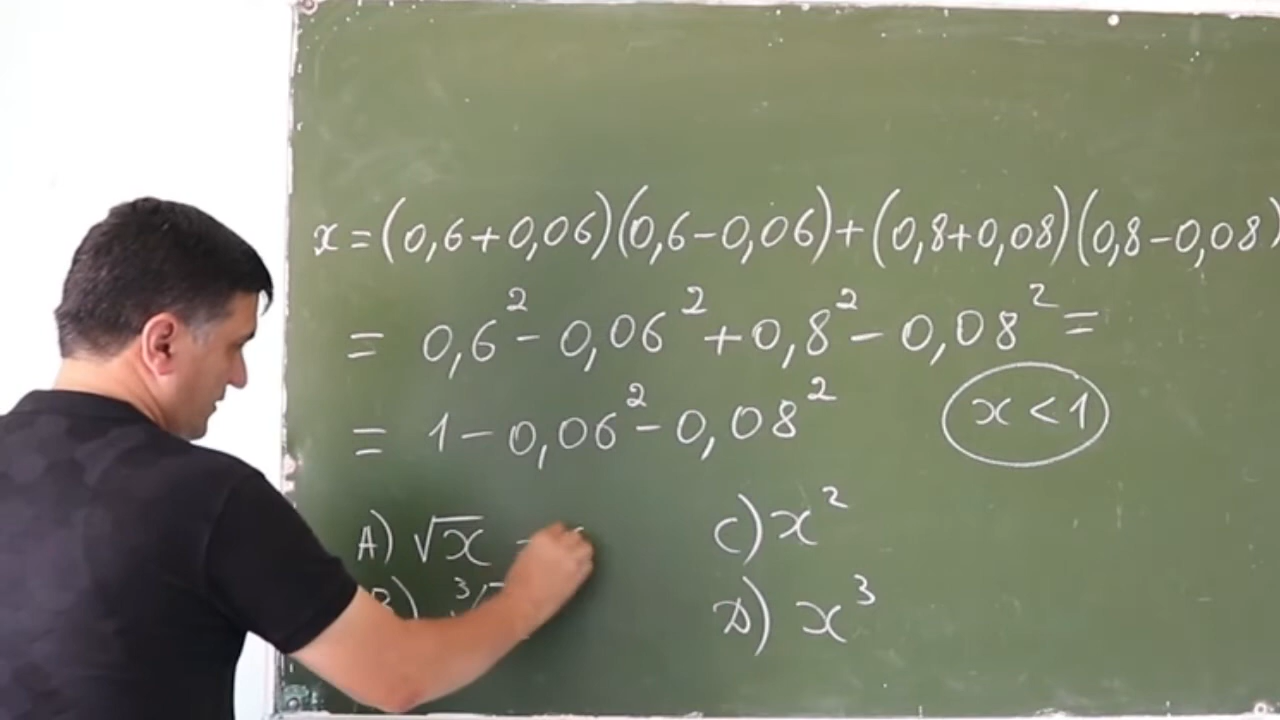 x = (0,6+0,06)(0,6-0,06)+(0,8+0,08)(0,8-0,08)
= 0,6² - 0,06² + 0,8² - 0,08² =
= 1 - 0,06² - 0,08²
x < 1
A) √x
B) ³√
C) x²
D) x³